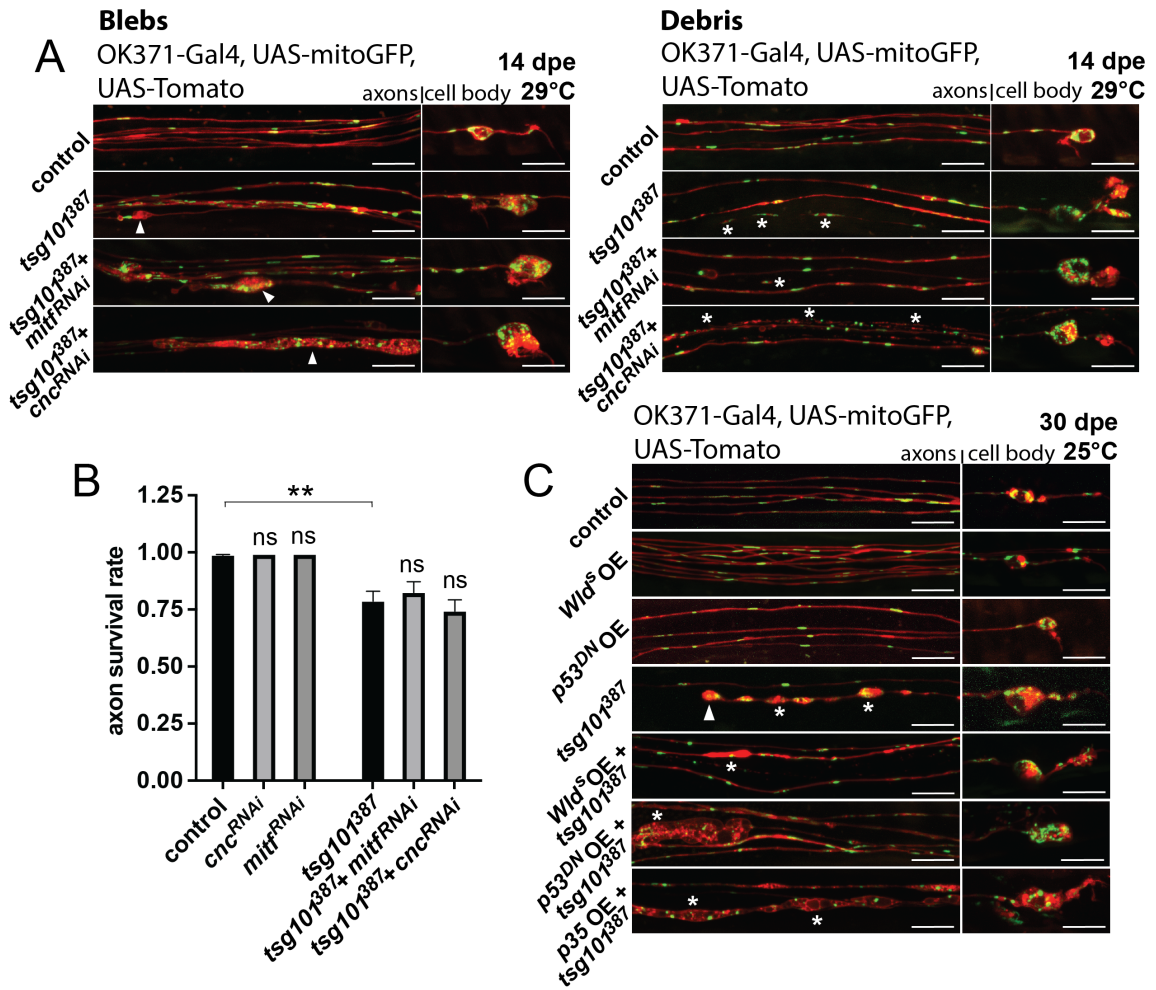 Blebs
A
OK371-Gal4, UAS-mitoGFP,
UAS-Tomato
14 dpe
29°C
axons|cell body
control
tsg101³⁸⁷
tsg101³⁸⁷+
mitfRNAi
tsg101³⁸⁷+
cncRNAi
Debris
OK371-Gal4, UAS-mitoGFP,
UAS-Tomato
14 dpe
29°C
axons|cell body
control
tsg101³⁸⁷
* * *
tsg101³⁸⁷+
mitfRNAi
*
tsg101³⁸⁷+
cncRNAi
* * *
B
axon survival rate
1.25
1.00
0.75
0.50
0.25
0.00
**
ns
ns
ns
ns
control
cncRNAi
mitfRNAi
tsg101³⁸⁷
tsg101³⁸⁷+ mitfRNAi
tsg101³⁸⁷+ cncRNAi
C
OK371-Gal4, UAS-mitoGFP,
UAS-Tomato
30 dpe
25°C
axons|cell body
control
WldˢOE
p53ᴰᴺ OE
tsg101³⁸⁷
* *
WldˢOE +
tsg101³⁸⁷
*
p53ᴰᴺ OE +
tsg101³⁸⁷
*
p35 OE +
tsg101³⁸⁷
* *